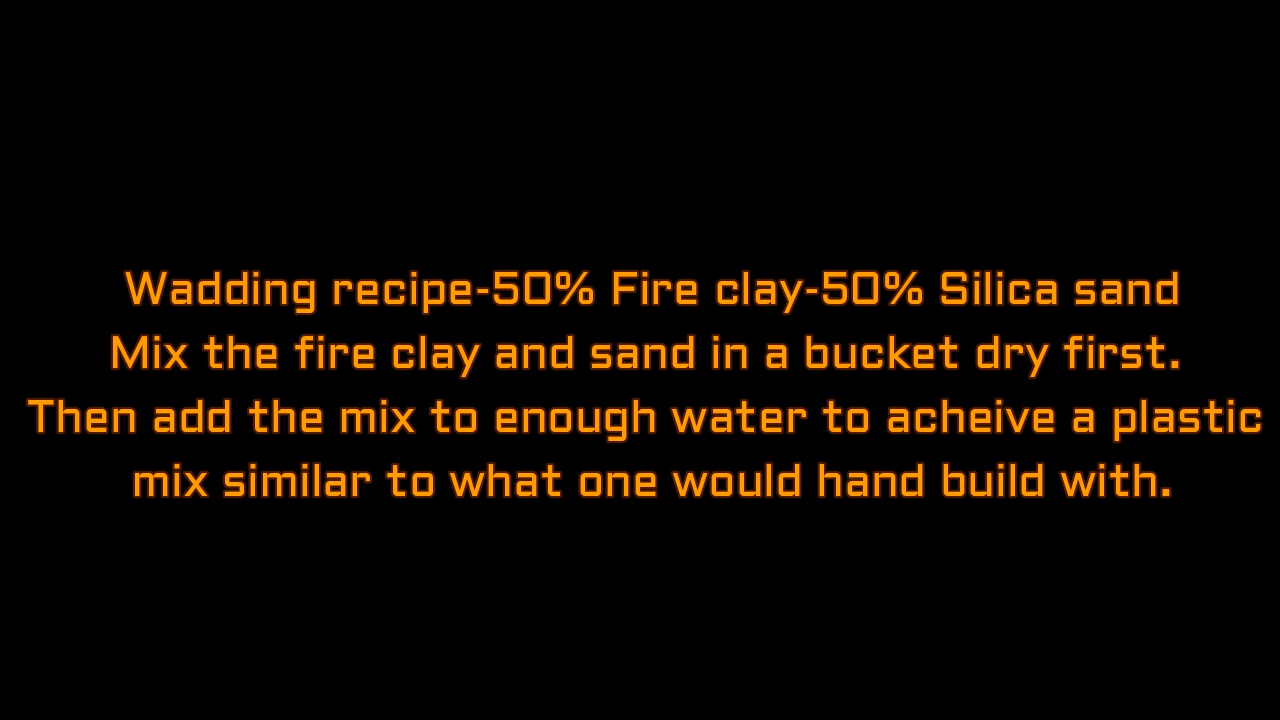 Wadding recipe-50% Fire clay-50% Silica sand
Mix the fire clay and sand in a bucket dry first.
Then add the mix to enough water to acheive a plastic
mix similar to what one would hand build with.